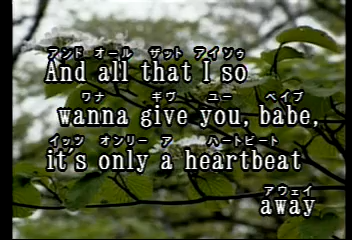 アンド オール ザット アイソゥ
And all that I so
ワナ ギヴ ユー ベイブ
wanna give you, babe,
イッツ オンリー ア ハートビート
it's only a heartbeat
アウェイ
away